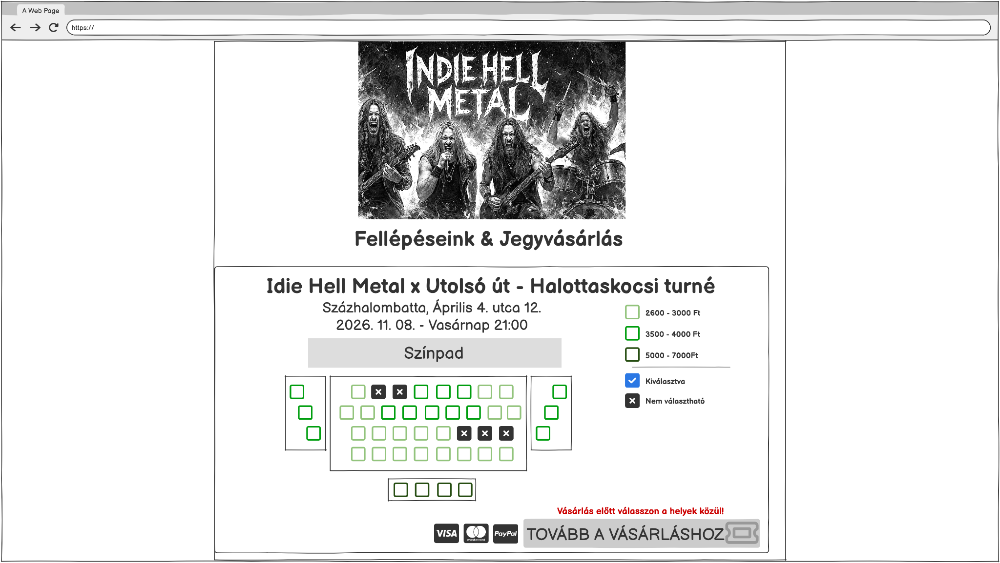 A Web Page
https://
INDIE HELL
METAL
Fellépéseink & Jegyvásárlás
Idie Hell Metal x Utolsó út - Halottaskocsi turné
Százhalombatta, Április 4. utca 12.
2026. 11. 08. - Vasárnap 21:00
Színpad
2600 - 3000 Ft
3500 - 4000 Ft
5000 - 7000Ft
Kiválasztva
Nem választható
Vásárlás előtt válasszon a helyek közül!
VISA
mastercard
PayPal
TOVÁBB A VÁSÁRLÁSHOZ